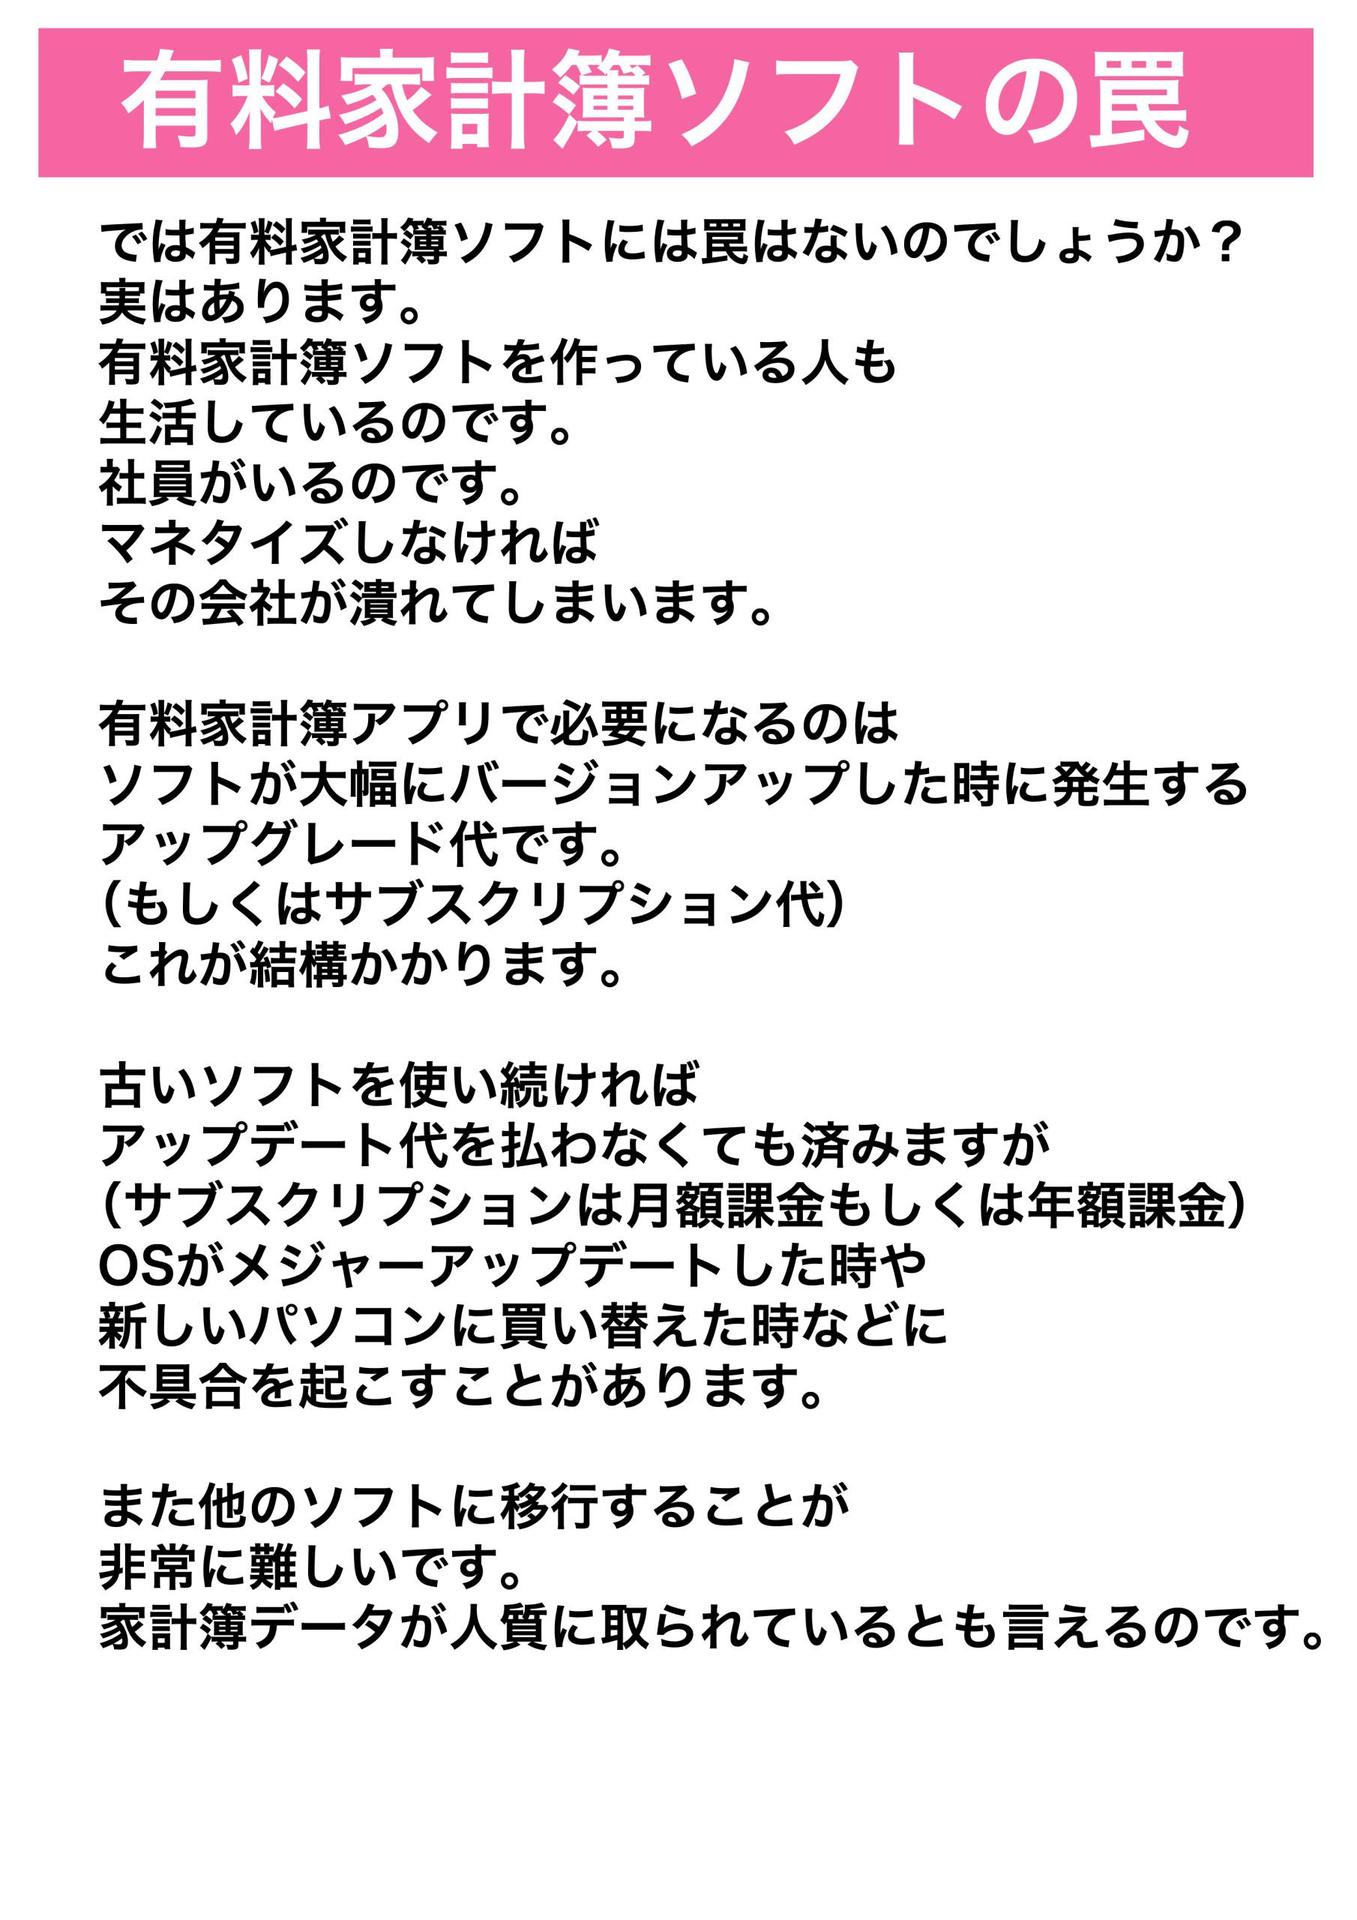 有料家計簿ソフトの罠
では有料家計簿ソフトには罠はないのでしょうか？
実はあります。
有料家計簿ソフトを作っている人も
生活しているのです。
社員がいるのです。
マネタイズしなければ
その会社が潰れてしまいます。
有料家計簿アプリで必要になるのは
ソフトが大幅にバージョンアップした時に発生する
アップグレード代です。
（もしくはサブスクリプション代）
これが結構かかります。
古いソフトを使い続ければ
アップデート代を払わなくても済みますが
（サブスクリプションは月額課金もしくは年額課金）
OSがメジャーアップデートした時や
新しいパソコンに買い替えた時などに
不具合を起こすことがあります。
また他のソフトに移行することが
非常に難しいです。
家計簿データが人質に取られているとも言えるのです。